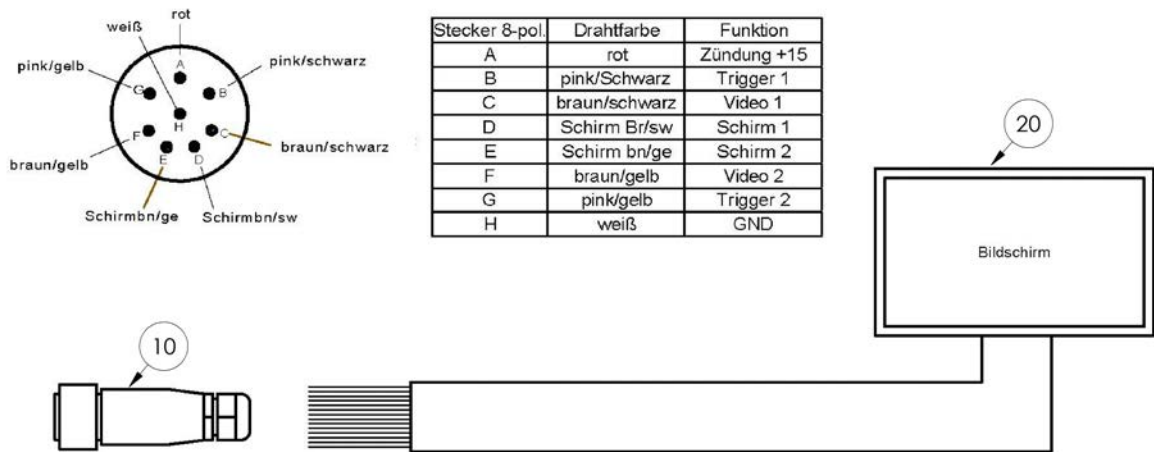 rot
weiß
pink/gelb
pink/schwarz
A
G
B
H
F
C
E
D
braun/gelb
braun/schwarz
Schirmbn/ge
Schirmbn/sw
Stecker 8-pol. Drahtfarbe Funktion
A rot Zündung +15
B pink/Schwarz Trigger 1
C braun/schwarz Video 1
D Schirm Br/sw Schirm 1
E Schirm bn/ge Schirm 2
F braun/gelb Video 2
G pink/gelb Trigger 2
H weiß GND
20
Bildschirm
10